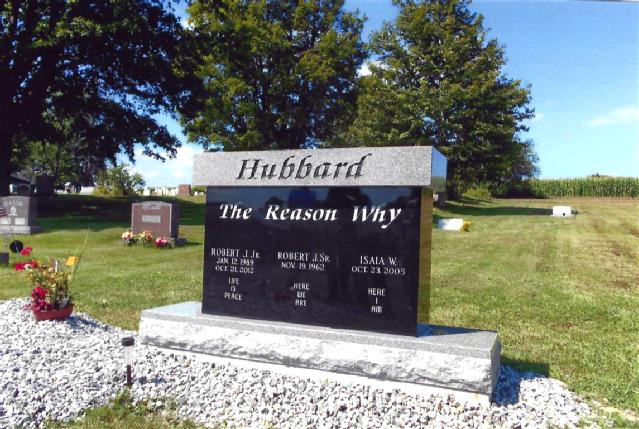 Hubbard
The Reason Why
ROBERT J. JR.
JAN. 12. 1989
OCT. 21. 2012
LIFE
IS
PEACE
ROBERT J. SR.
NOV. 19. 1962
...HERE
WE
ARE
ISAIA W.
OCT. 23. 2005
HERE
I
AM